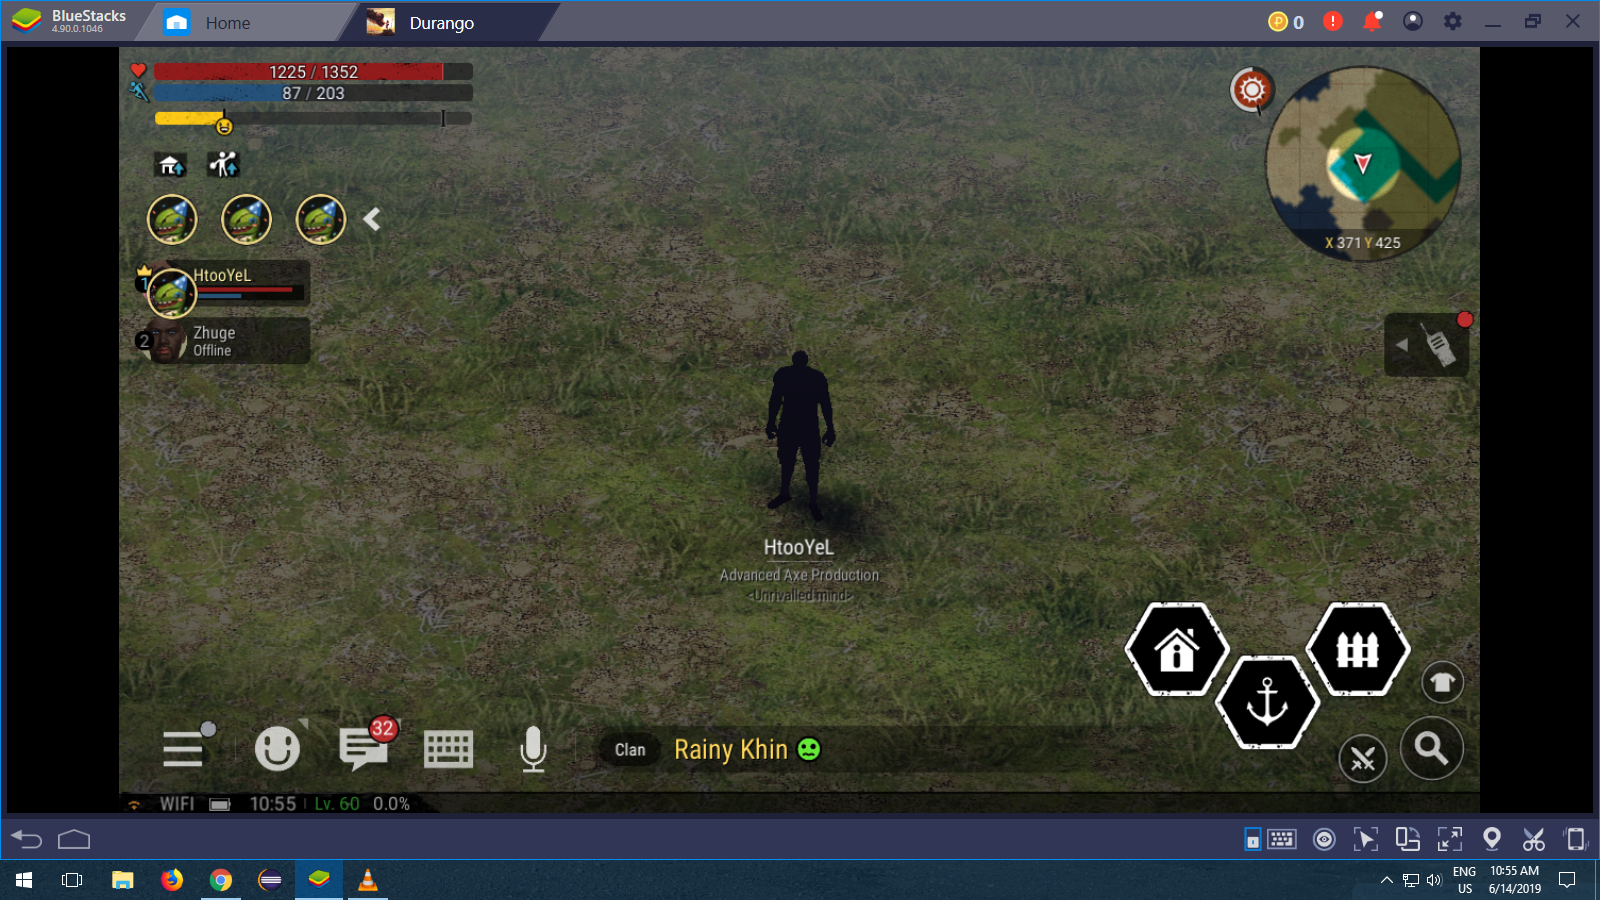 BlueStacks
4.90.0.1046
Home
Durango
0
1225 / 1352
87 / 203
X 371 Y 425
1
HtooYeL
2
Zhuge
Offline
HtooYeL
Advanced Axe Production
<Unrivalled mind>
32
Clan
Rainy Khin
WIFI
10:55
Lv. 60
0.0%
ENG
US
10:55 AM
6/14/2019